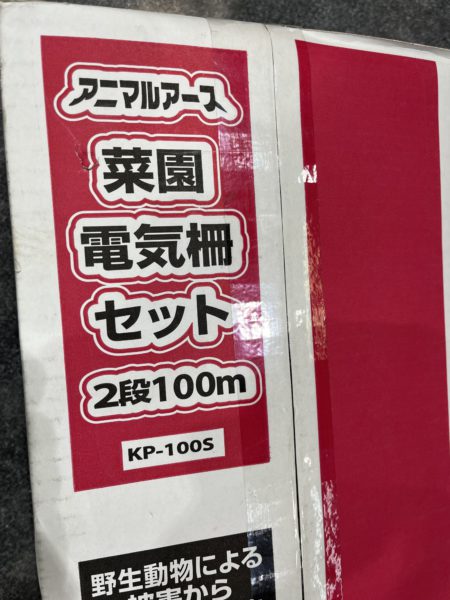 アニマルアース
菜園
電気柵
セット
2段100m
KP-100S
野生動物による
被害から